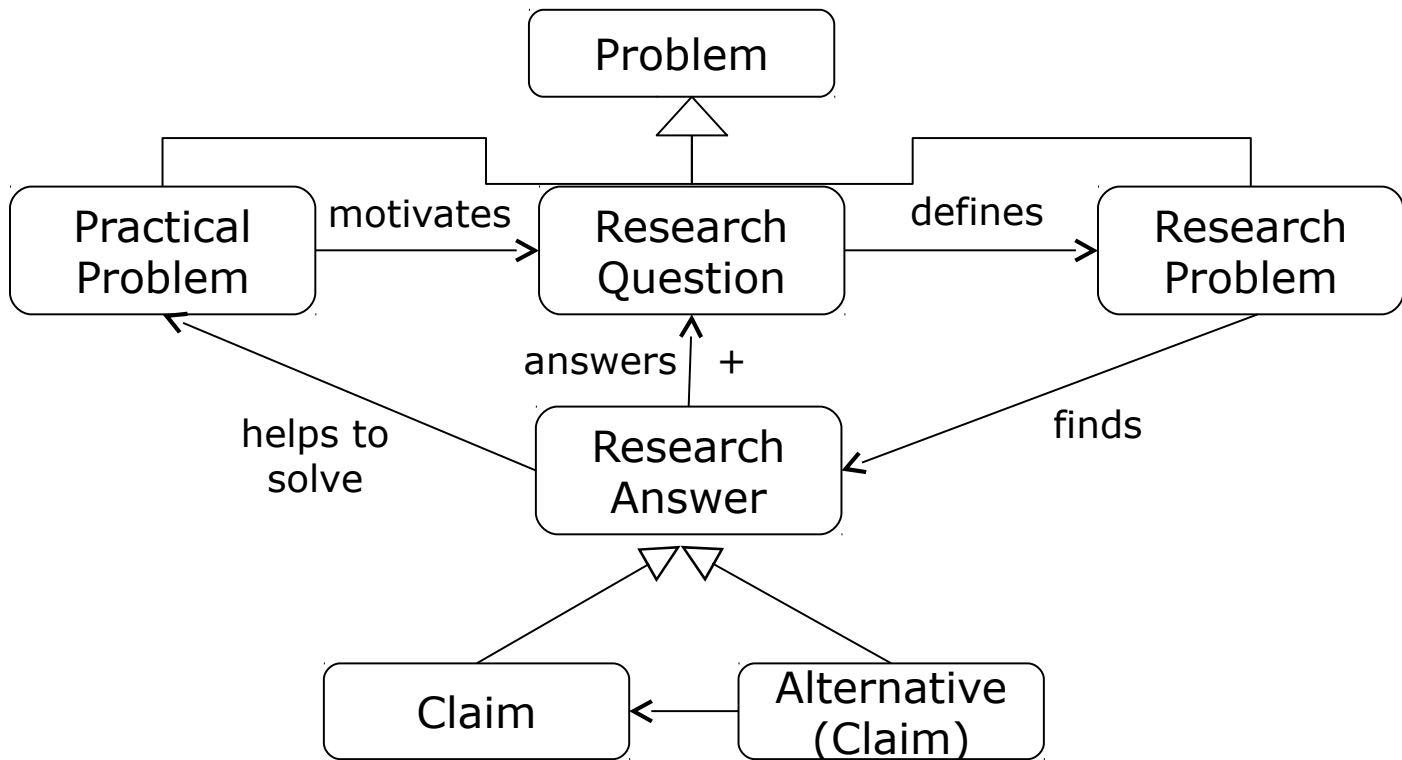 Problem
Practical
Problem
motivates
Research
Question
defines
Research
Problem
answers +
helps to
solve
Research
Answer
finds
Claim
Alternative
(Claim)